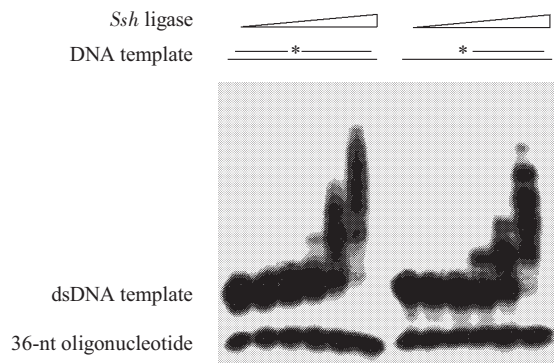 Ssh ligase
DNA template
*
*
dsDNA template
36-nt oligonucleotide